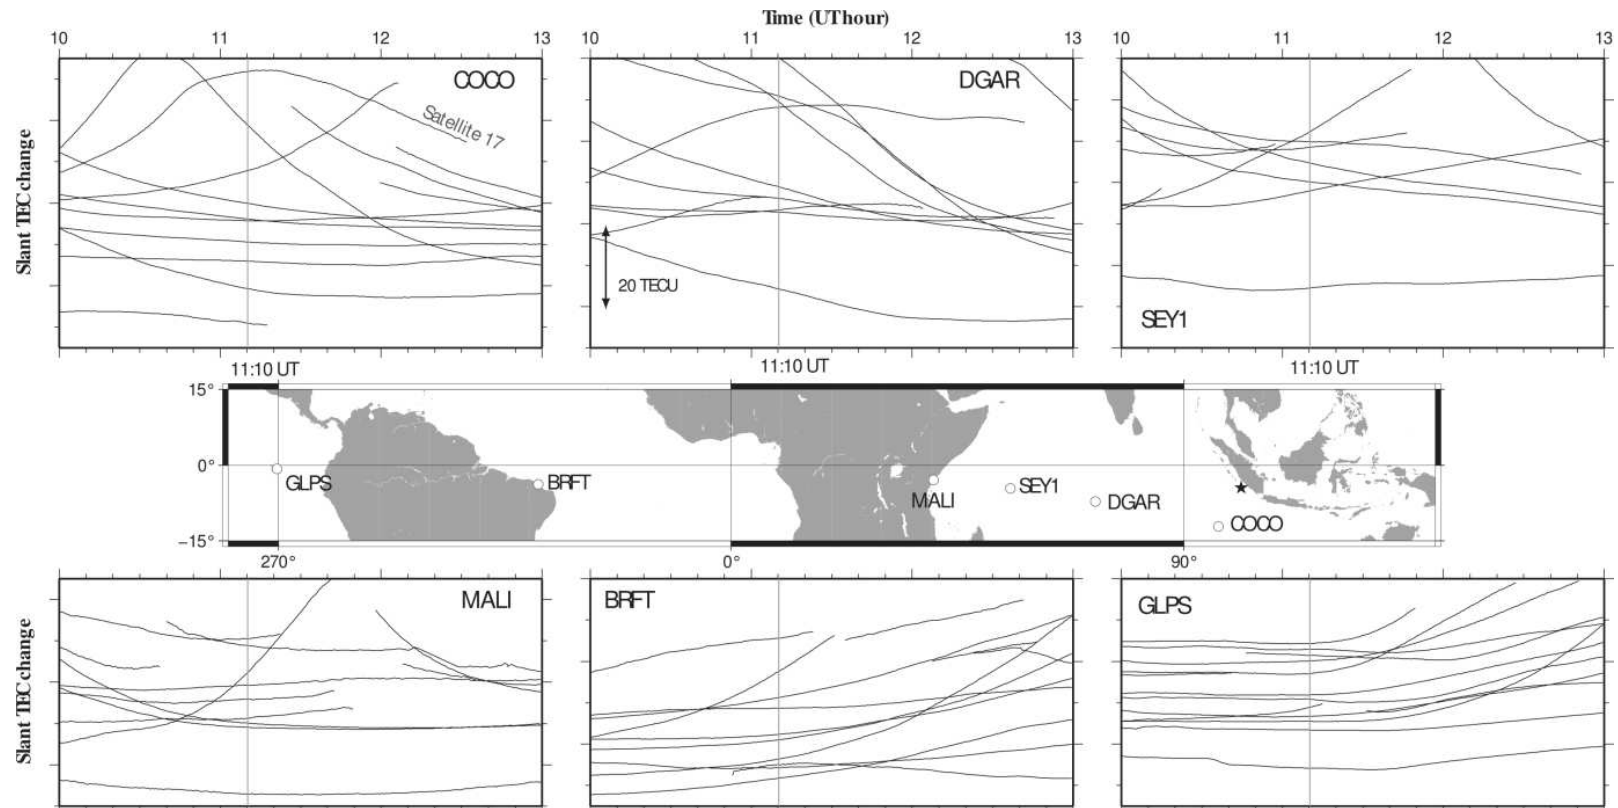 Time (UT hour)
10 11 12 13 10 11 12 13 10 11 12 13
COCO
DGAR
Satellite 17
Slant TEC change
20 TECU
SEY1
11:10 UT 11:10 UT 11:10 UT
15°
0°
GLPS
BRFT
MALI
SEY1
DGAR
COCO
−15°
270° 0° 90°
MALI
BRFT
GLPS
Slant TEC change